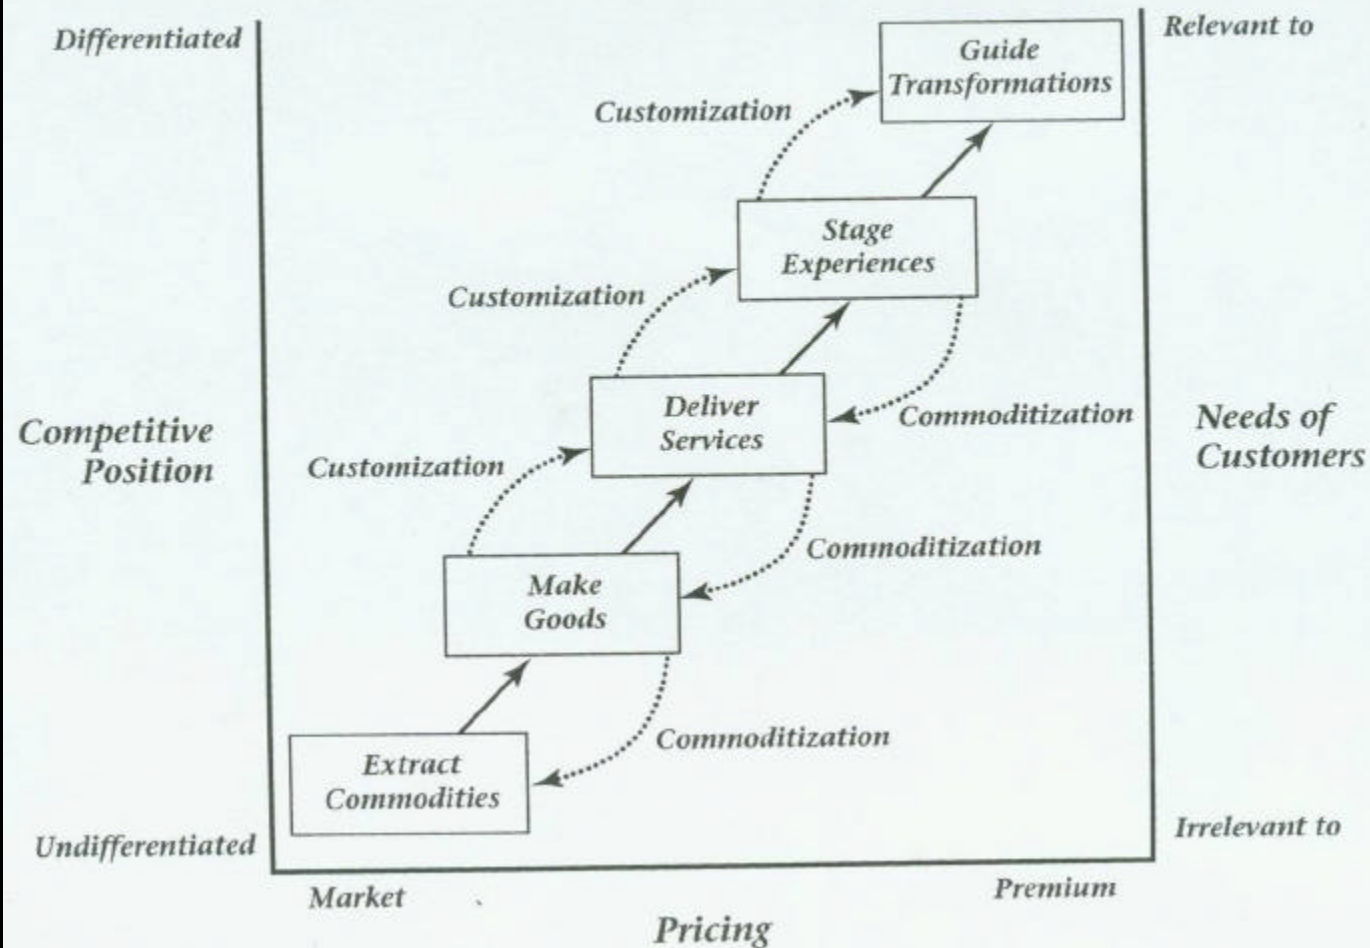 Differentiated
Relevant to
Guide
Transformations
Customization
Stage
Experiences
Customization
Deliver
Services
Commoditization
Competitive
Position
Needs of
Customers
Customization
Commoditization
Make
Goods
Commoditization
Extract
Commodities
Undifferentiated
Irrelevant to
Market
Premium
Pricing